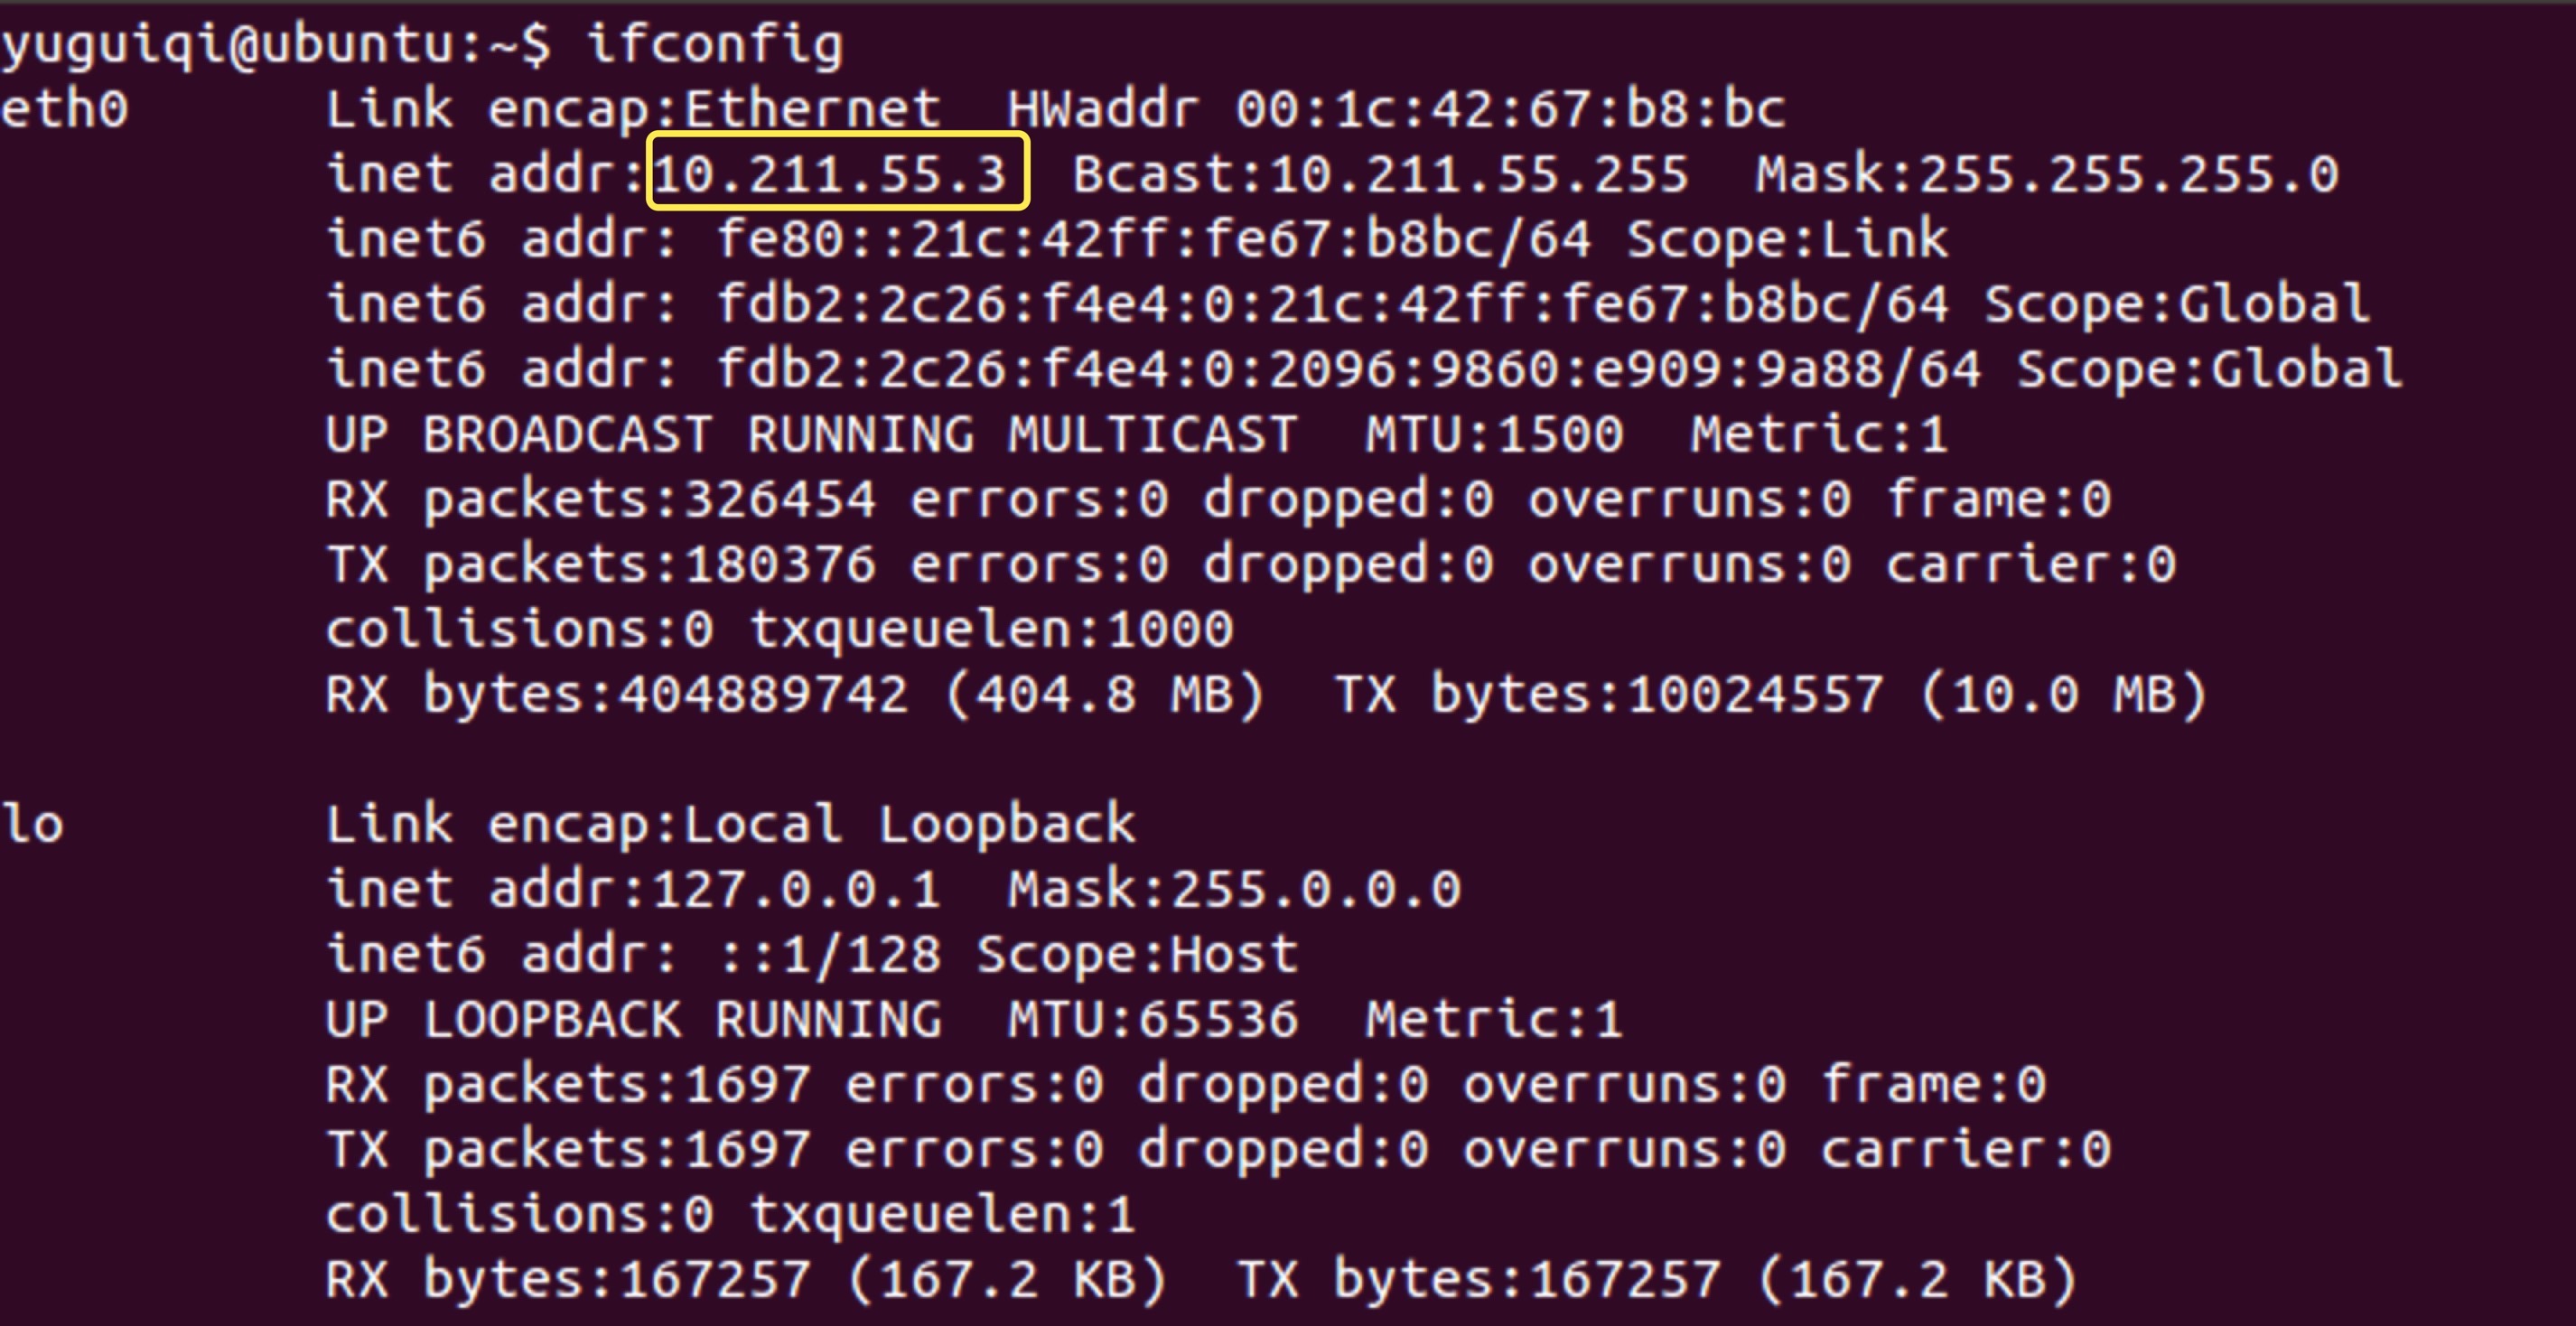 yuguiqi@ubuntu:~$ ifconfig
eth0      Link encap:Ethernet  HWaddr 00:1c:42:67:b8:bc
          inet addr:10.211.55.3  Bcast:10.211.55.255  Mask:255.255.255.0
          inet6 addr: fe80::21c:42ff:fe67:b8bc/64 Scope:Link
          inet6 addr: fdb2:2c26:f4e4:0:21c:42ff:fe67:b8bc/64 Scope:Global
          inet6 addr: fdb2:2c26:f4e4:0:2096:9860:e909:9a88/64 Scope:Global
          UP BROADCAST RUNNING MULTICAST  MTU:1500  Metric:1
          RX packets:326454 errors:0 dropped:0 overruns:0 frame:0
          TX packets:180376 errors:0 dropped:0 overruns:0 carrier:0
          collisions:0 txqueuelen:1000
          RX bytes:404889742 (404.8 MB)  TX bytes:10024557 (10.0 MB)

lo        Link encap:Local Loopback
          inet addr:127.0.0.1  Mask:255.0.0.0
          inet6 addr: ::1/128 Scope:Host
          UP LOOPBACK RUNNING  MTU:65536  Metric:1
          RX packets:1697 errors:0 dropped:0 overruns:0 frame:0
          TX packets:1697 errors:0 dropped:0 overruns:0 carrier:0
          collisions:0 txqueuelen:1
          RX bytes:167257 (167.2 KB)  TX bytes:167257 (167.2 KB)